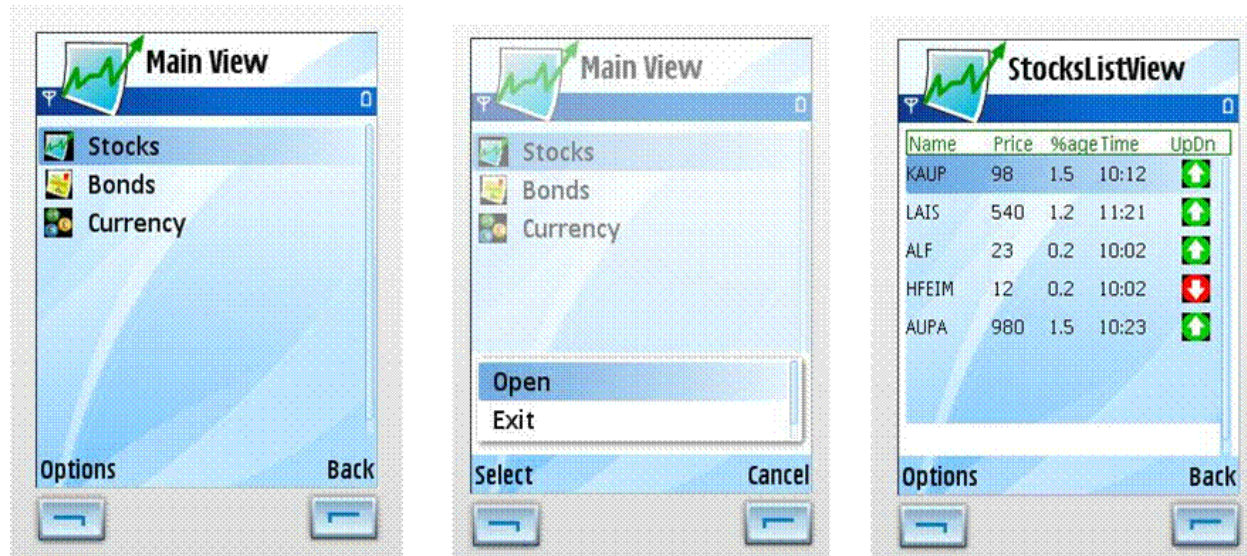 Main View
Stocks
Bonds
Currency
Options Back
Main View
Stocks
Bonds
Currency
Open
Exit
Select Cancel
StocksListView
Name Price %age Time UpDn
KAUP 98 1.5 10:12
LAIS 540 1.2 11:21
ALF 23 0.2 10:02
HFEIM 12 0.2 10:02
AUPA 980 1.5 10:23
Options Back